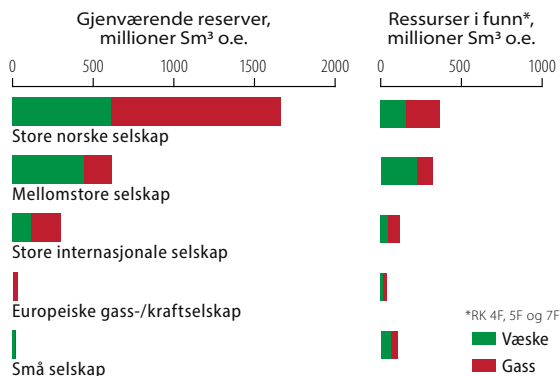 Gjenværende reserver,
millioner Sm³ o.e.
0 500 1000 1500 2000
Ressurser i funn*,
millioner Sm³ o.e.
0 500 1000
Store norske selskap
Mellomstore selskap
Store internasjonale selskap
Europeiske gass-/kraftselskap
Små selskap
*RK 4F, 5F og 7F
Væske
Gass